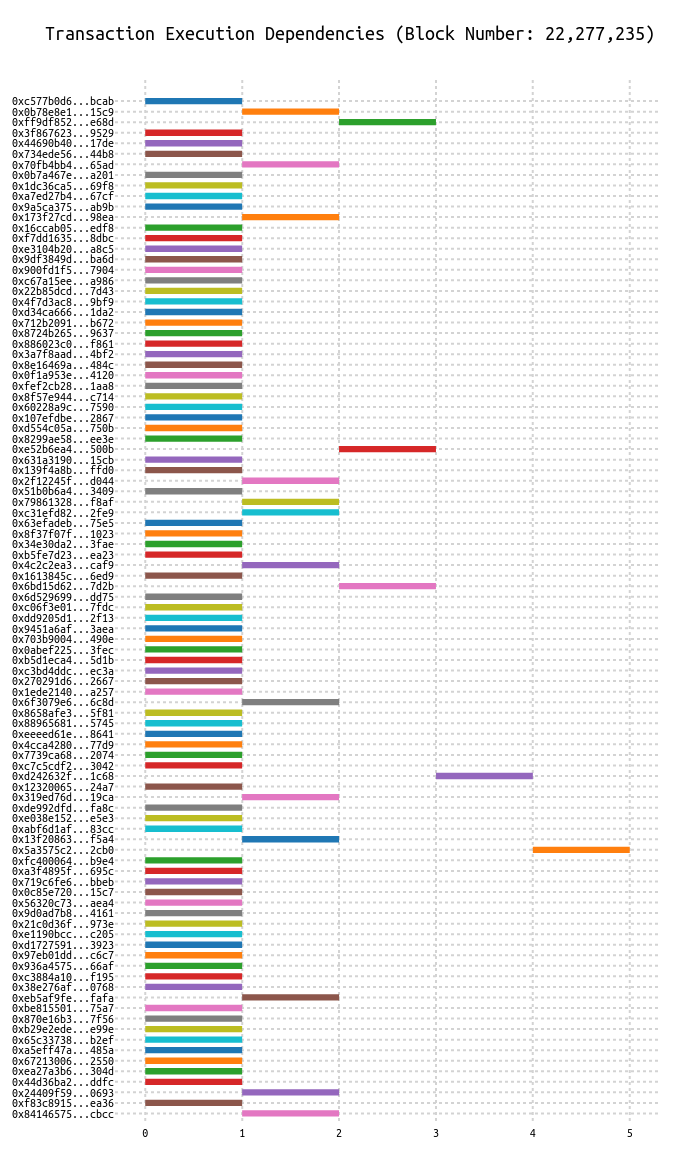 Transaction Execution Dependencies (Block Number: 22,277,235)
0xc577b0d6...bcab
0x0b78e8e1...15c9
0xff9df852...e68d
0x3f867623...9529
0x44690b40...17de
0x734ede56...44b8
0x70fb4bb4...65ad
0x0b7a467e...a201
0x1dc36ca5...69f8
0xa7ed27b4...67cf
0x9a5ca375...ab9b
0x173f27cd...98ea
0x16ccab05...edf8
0xf7dd1635...8dbc
0xe3104b20...a8c5
0x9df3849d...ba6d
0x900fd1f5...7904
0xc67a15ee...a986
0x22b85dcd...7d43
0x4f7d3ac8...9bf9
0xd34ca666...1da2
0x712b2091...b672
0x8724b265...9637
0x886023c0...f861
0x3a7f8aad...4bf2
0x8e16469a...484c
0x0f1a953e...4120
0xfef2cb28...1aa8
0x8f57e944...c714
0x60228a9c...7590
0x107efdbe...2867
0xd554c05a...750b
0x8299ae58...ee3e
0xe52b6ea4...500b
0x631a3190...15cb
0x139f4a8b...ffd0
0x2f12245f...d044
0x51b0b6a4...3409
0x79861328...f8af
0xc31efd82...2fe9
0x63efadeb...75e5
0x8f37f07f...1023
0x34e30da2...3fae
0xb5fe7d23...ea23
0x4c2c2ea3...caf9
0x1613845c...6ed9
0x6bd15d62...7d2b
0x6d529699...dd75
0xc06f3e01...7fdc
0xdd9205d1...2f13
0x9451a6af...3aea
0x703b9004...490e
0x0abef225...3fec
0xb5d1eca4...5d1b
0xc3bd4ddc...ec3a
0x270291d6...2667
0x1ede2140...a257
0x6f3079e6...6c8d
0x8658afe3...5f81
0x88965681...5745
0xeeeed61e...8641
0x4cca4280...77d9
0x7739ca68...2074
0xc7c5cdf2...3042
0xd242632f...1c68
0x12320065...24a7
0x319ed76d...19ca
0xde992dfd...fa8c
0xe038e152...e5e3
0xabf6d1af...83cc
0x13f20863...f5a4
0x5a3575c2...2cb0
0xfc400064...b9e4
0xa3f4895f...695c
0x719c6fe6...bbeb
0x0c85e720...15c7
0x56320c73...aea4
0x9d0ad7b8...4161
0x21c0d36f...973e
0xe1190bcc...c205
0xd1727591...3923
0x97eb01dd...c6c7
0x936a4575...66af
0xc3884a10...f195
0x38e276af...0768
0xeb5af9fe...fafa
0xbe815501...75a7
0x870e16b3...7f56
0xb29e2ede...e99e
0x65c33738...b2ef
0xa5eff47a...485a
0x67213006...2550
0xea27a3b6...304d
0x44d36ba2...ddfc
0x24409f59...0693
0xf83c8915...ea36
0x84146575...cbcc
0 1 2 3 4 5